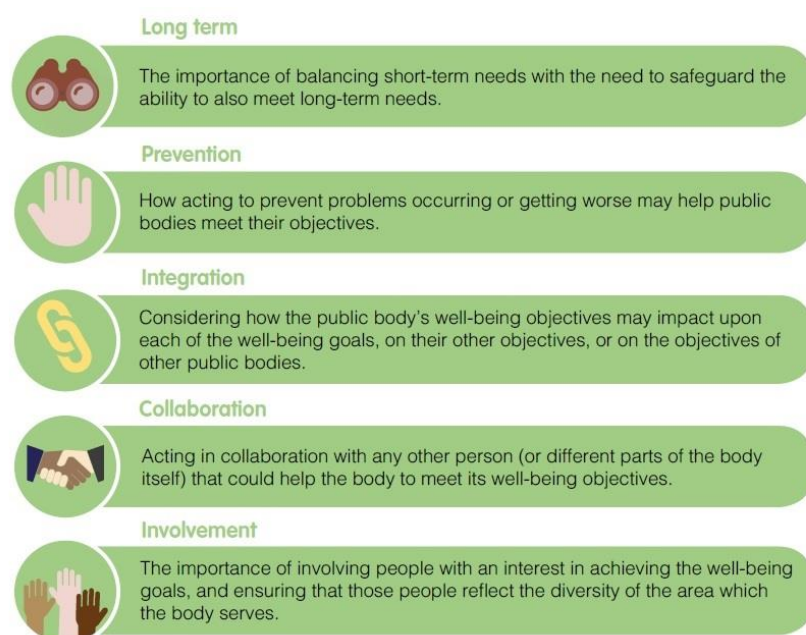 Long term
The importance of balancing short-term needs with the need to safeguard the
ability to also meet long-term needs.
Prevention
How acting to prevent problems occurring or getting worse may help public
bodies meet their objectives.
Integration
Considering how the public body's well-being objectives may impact upon
each of the well-being goals, on their other objectives, or on the objectives of
other public bodies.
Collaboration
Acting in collaboration with any other person (or different parts of the body
itself) that could help the body to meet its well-being objectives.
Involvement
The importance of involving people with an interest in achieving the well-being
goals, and ensuring that those people reflect the diversity of the area which
the body serves.